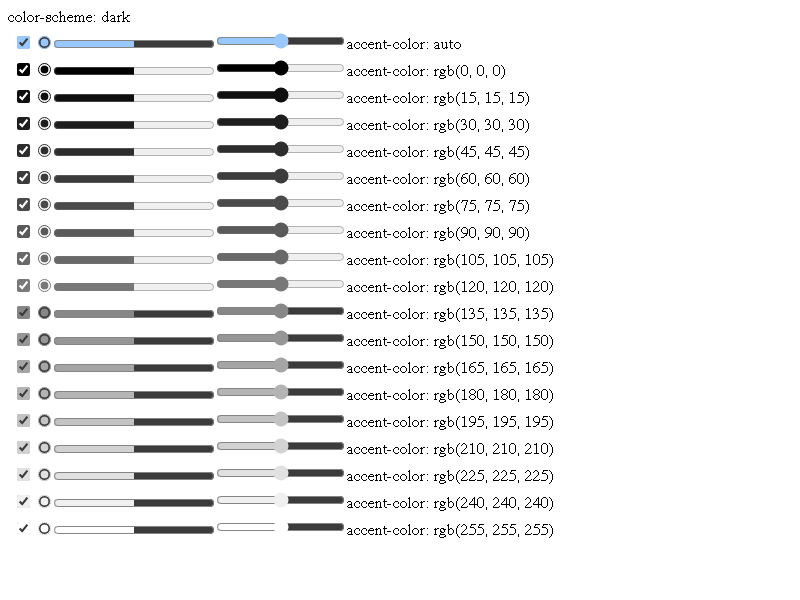 color-scheme: dark
accent-color: auto
accent-color: rgb(0, 0, 0)
accent-color: rgb(15, 15, 15)
accent-color: rgb(30, 30, 30)
accent-color: rgb(45, 45, 45)
accent-color: rgb(60, 60, 60)
accent-color: rgb(75, 75, 75)
accent-color: rgb(90, 90, 90)
accent-color: rgb(105, 105, 105)
accent-color: rgb(120, 120, 120)
accent-color: rgb(135, 135, 135)
accent-color: rgb(150, 150, 150)
accent-color: rgb(165, 165, 165)
accent-color: rgb(180, 180, 180)
accent-color: rgb(195, 195, 195)
accent-color: rgb(210, 210, 210)
accent-color: rgb(225, 225, 225)
accent-color: rgb(240, 240, 240)
accent-color: rgb(255, 255, 255)